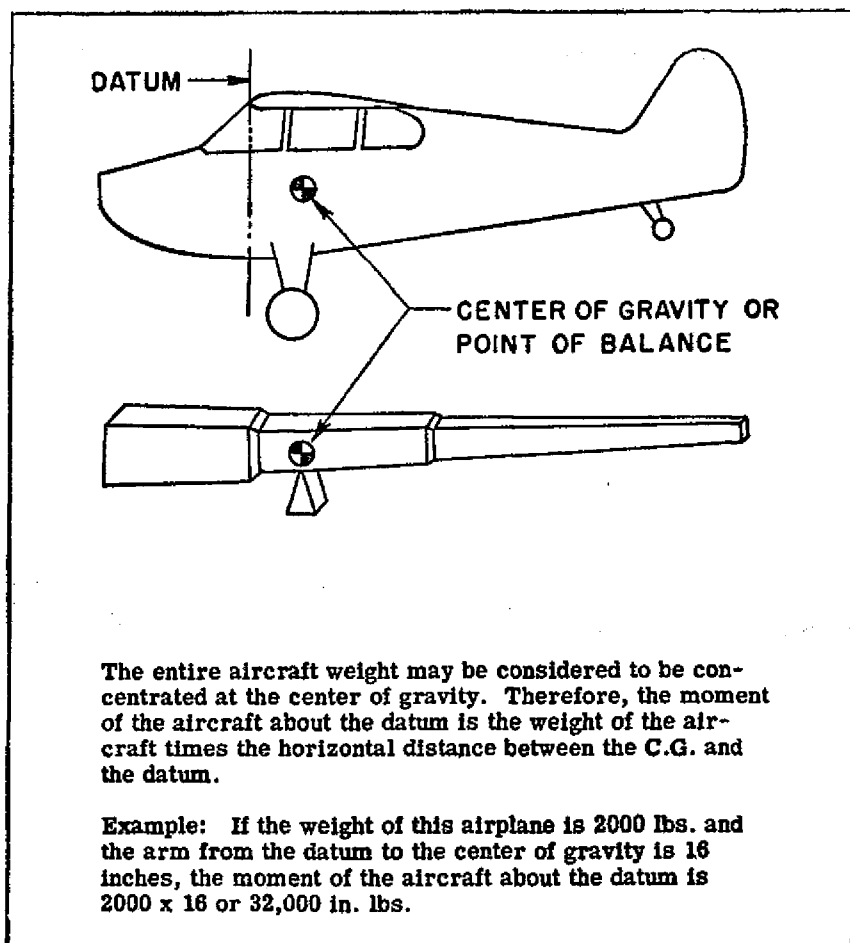 DATUM
CENTER OF GRAVITY OR
POINT OF BALANCE
The entire aircraft weight may be considered to be con-
centrated at the center of gravity. Therefore, the moment
of the aircraft about the datum is the weight of the air-
craft times the horizontal distance between the C.G. and
the datum.
Example: If the weight of this airplane is 2000 lbs. and
the arm from the datum to the center of gravity is 16
inches, the moment of the aircraft about the datum is
2000 x 16 or 32,000 in. lbs.